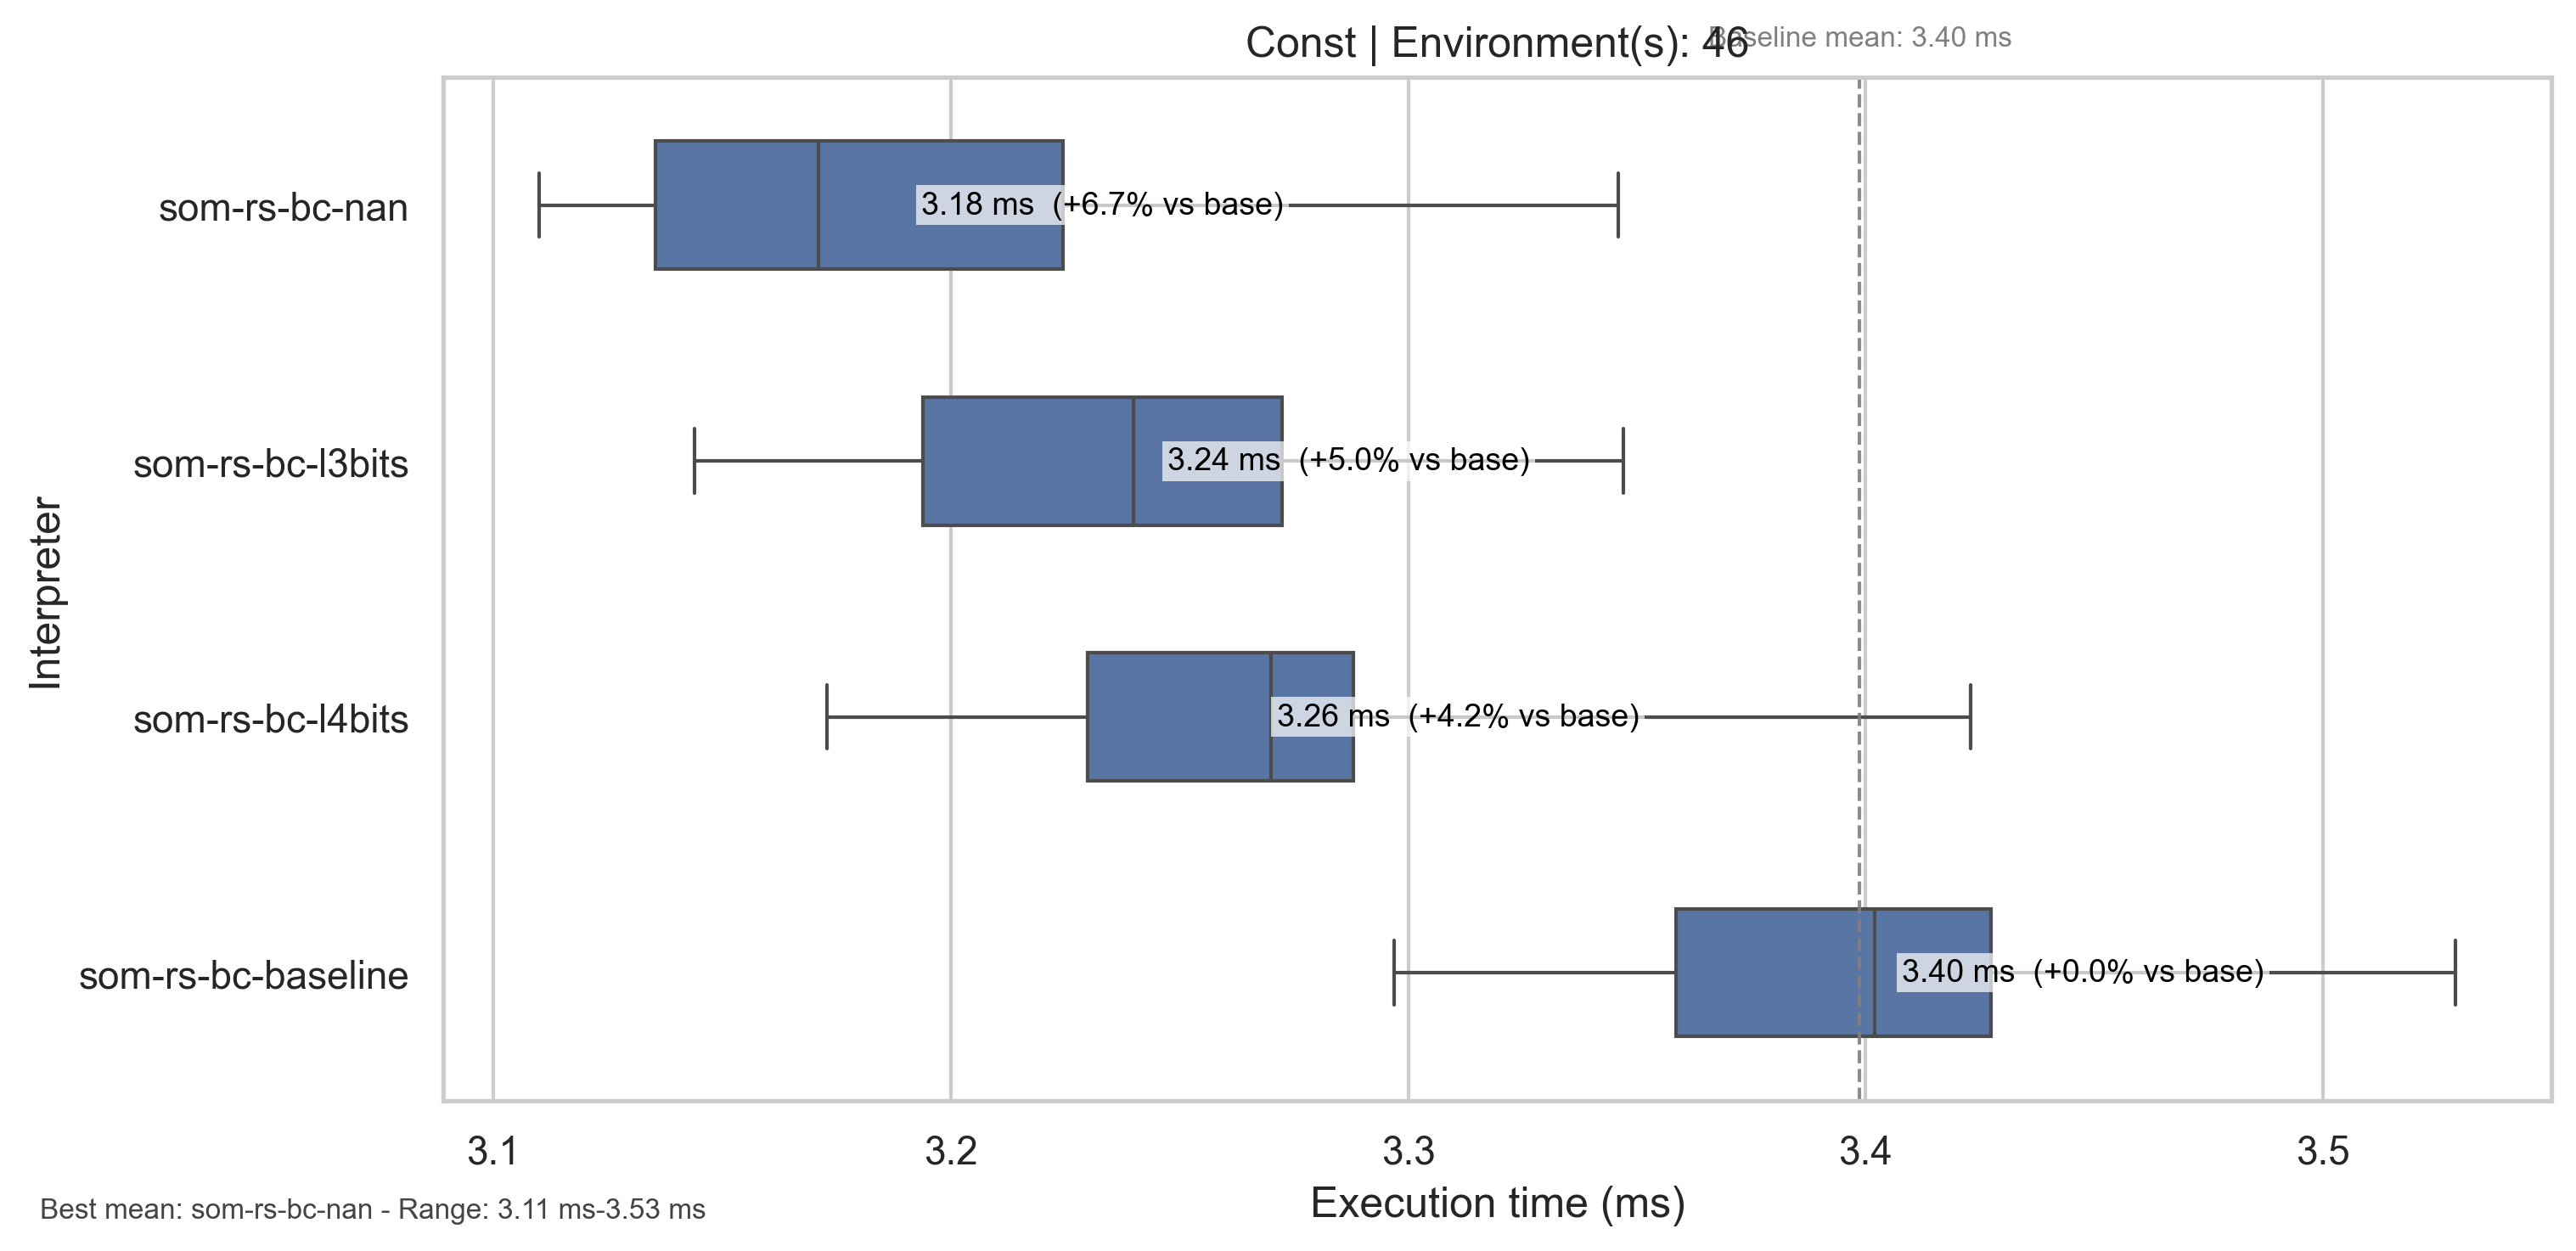 Const | Environment(s): 46
Baseline mean: 3.40 ms
Interpreter
som-rs-bc-nan
3.18 ms (+6.7% vs base)
som-rs-bc-l3bits
3.24 ms (+5.0% vs base)
som-rs-bc-l4bits
3.26 ms (+4.2% vs base)
som-rs-bc-baseline
3.40 ms (+0.0% vs base)
3.1 3.2 3.3 3.4 3.5
Execution time (ms)
Best mean: som-rs-bc-nan - Range: 3.11 ms-3.53 ms